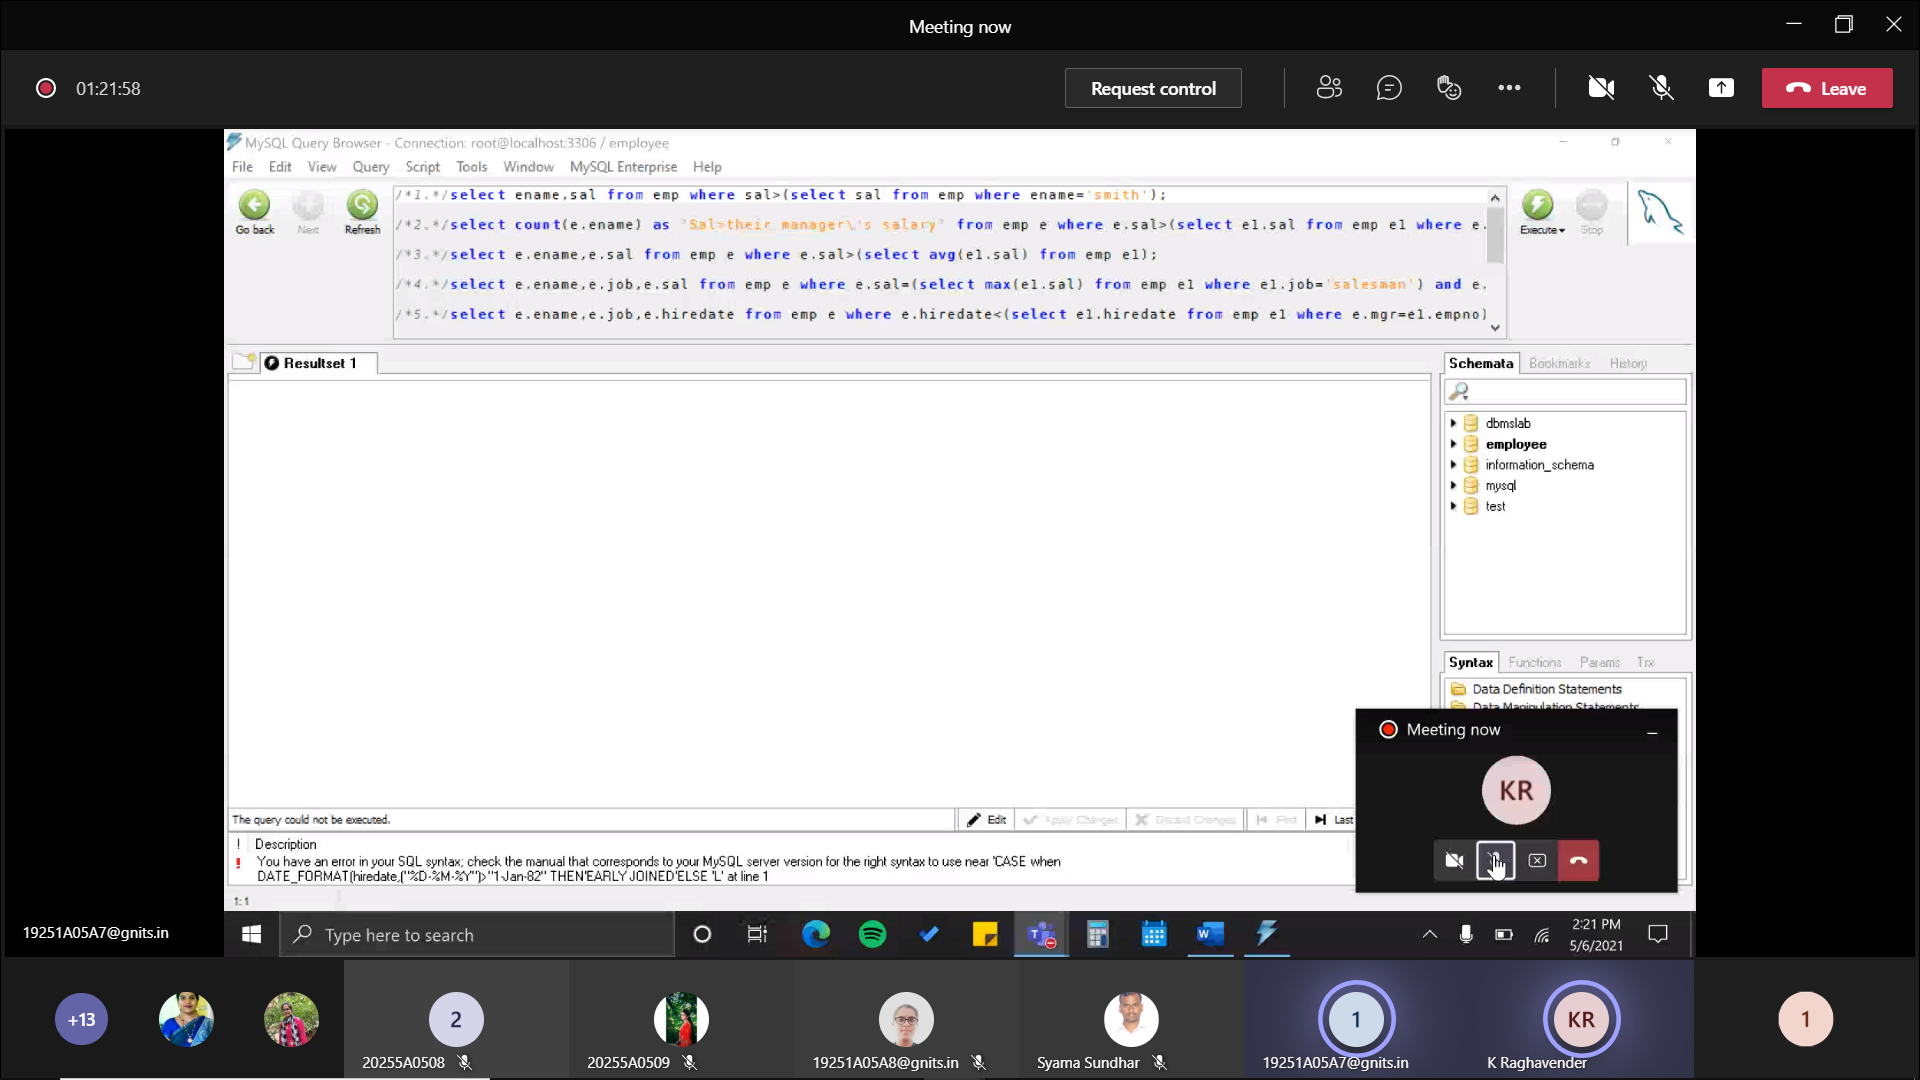 Meeting now
01:21:58
Request control
Leave
MySQL Query Browser - Connection: root@localhost:3306 / employee
File Edit View Query Script Tools Window MySQL Enterprise Help
/*1.*/select ename,sal from emp where sal>(select sal from emp where ename='smith');
/*2.*/select count(e.ename) as "Sal>their manager\'s salary" from emp e where e.sal>(select e1.sal from emp e1 where e.
/*3.*/select e.ename,e.sal from emp e where e.sal>(select avg(e1.sal) from emp e1);
/*4.*/select e.ename,e.job,e.sal from emp e where e.sal=(select max(e1.sal) from emp e1 where e1.job='salesman') and e.
/*5.*/select e.ename,e.job,e.hiredate from emp e where e.hiredate<(select e1.hiredate from emp e1 where e.mgr=e1.empno)
Go back Next Refresh
Execute Stop
Resultset 1
Schemata Bookmarks History
dbmslab
employee
information_schema
mysql
test
Syntax Functions Params Trx
Data Definition Statements
Data Manipulation Statements
Meeting now
KR
The query could not be executed.
Edit Apply Changes Discard Changes First Last
! Description
You have an error in your SQL syntax; check the manual that corresponds to your MySQL server version for the right syntax to use near 'CASE when
DATE_FORMAT(hiredate,("%D-%M-%Y")>"1-Jan-82" THEN'EARLY JOINED'ELSE 'L' at line 1
1:1
19251A05A7@gnits.in
Type here to search
2:21 PM
5/6/2021
+13
2
1
KR
1
20255A0508
20255A0509
19251A05A8@gnits.in
Syama Sundhar
19251A05A7@gnits.in
K Raghavender